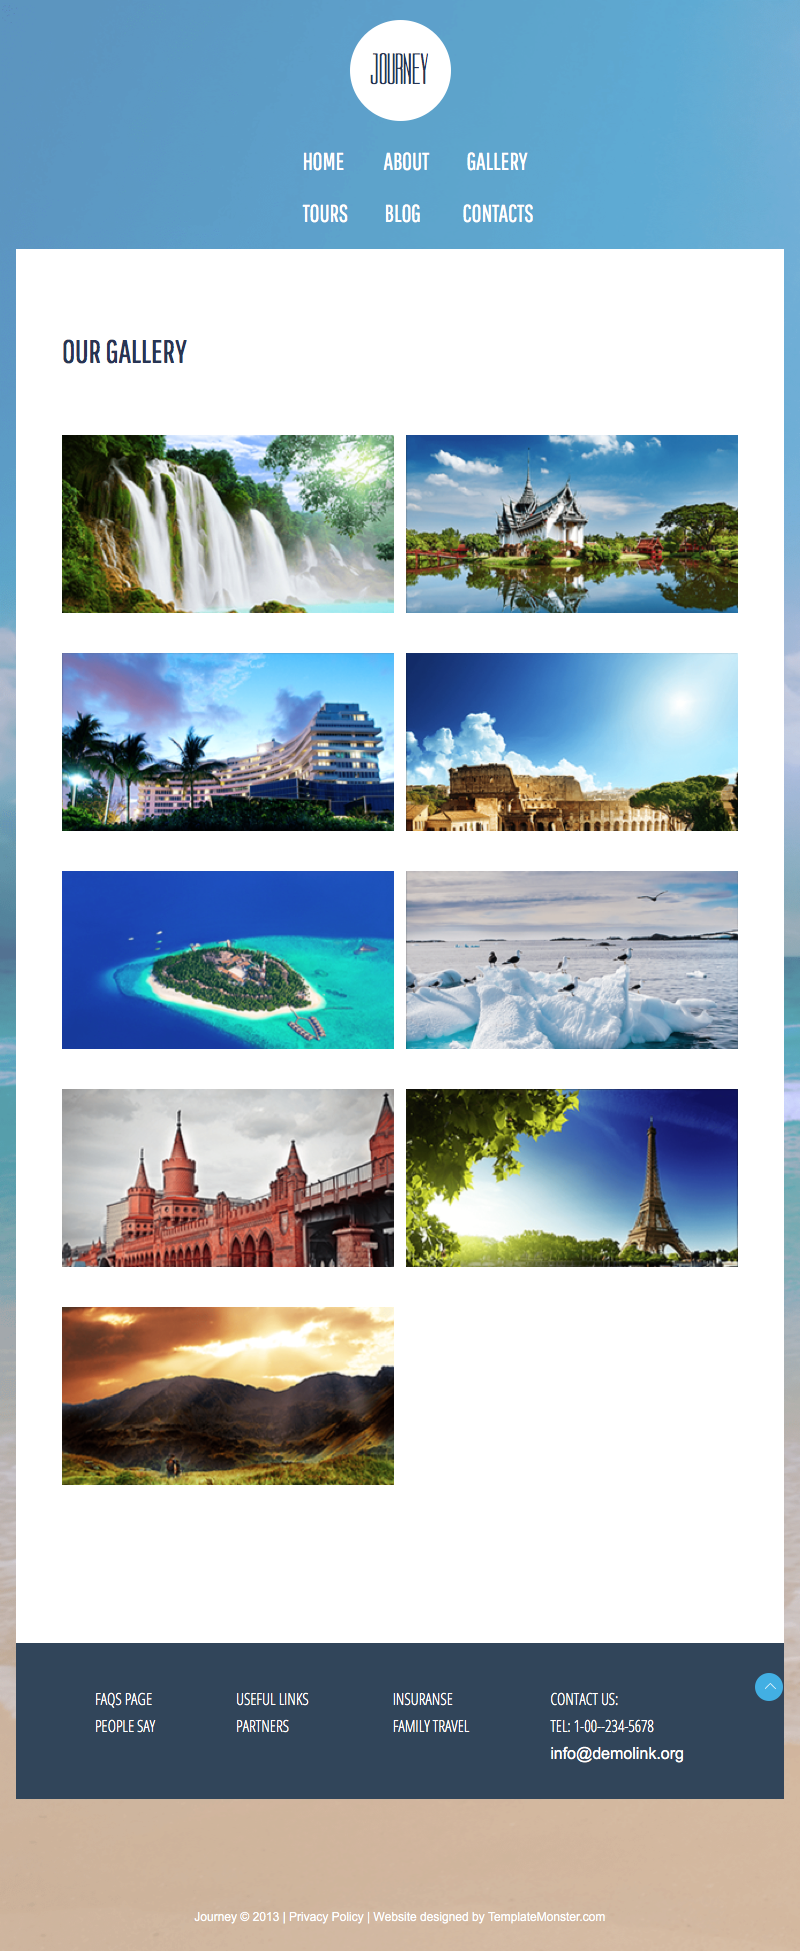 JOURNEY
HOME ABOUT GALLERY
TOURS BLOG CONTACTS
OUR GALLERY
FAQS PAGE USEFUL LINKS INSURANSE CONTACT US:
PEOPLE SAY PARTNERS FAMILY TRAVEL TEL: 1-00–234-5678
info@demolink.org
Journey © 2013 | Privacy Policy | Website designed by TemplateMonster.com